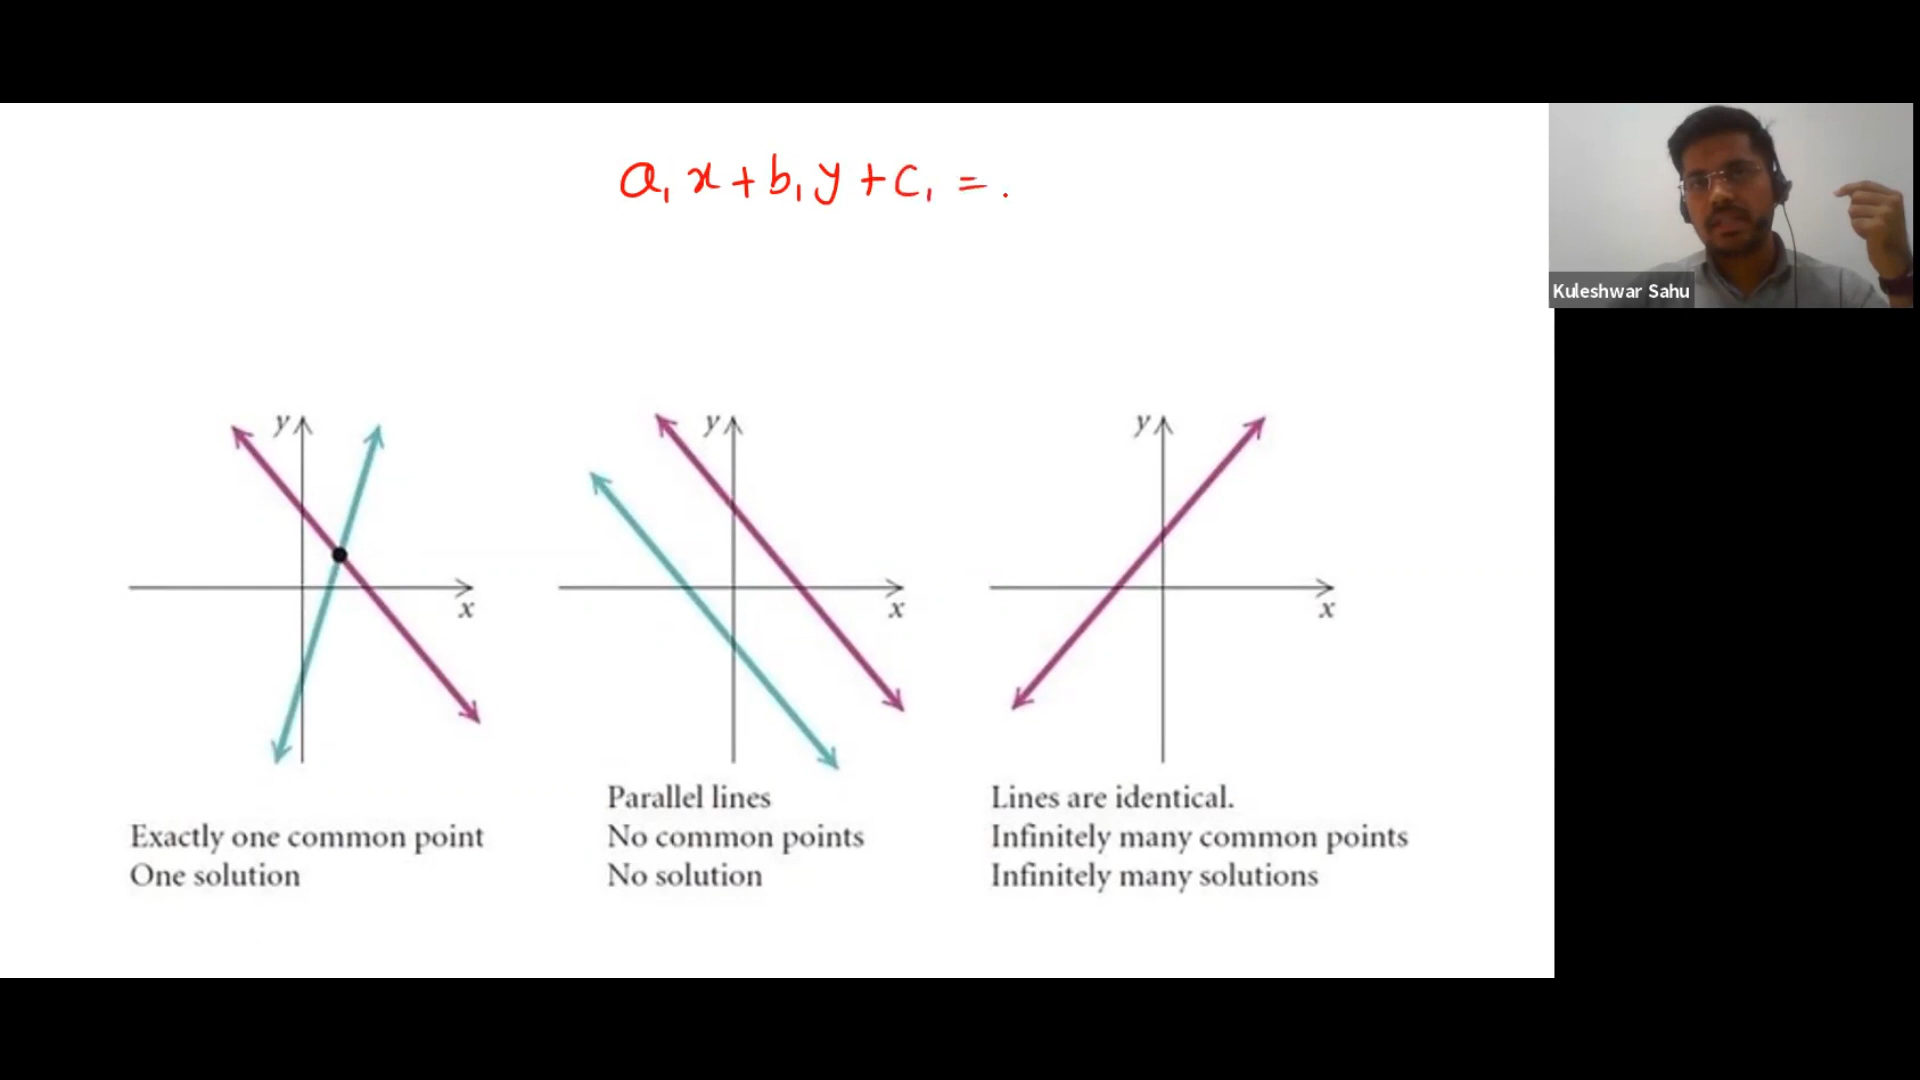 a₁x + b₁y + c₁ = .
Kuleshwar Sahu
y
x
y
x
y
x
Exactly one common point
One solution
Parallel lines
No common points
No solution
Lines are identical.
Infinitely many common points
Infinitely many solutions